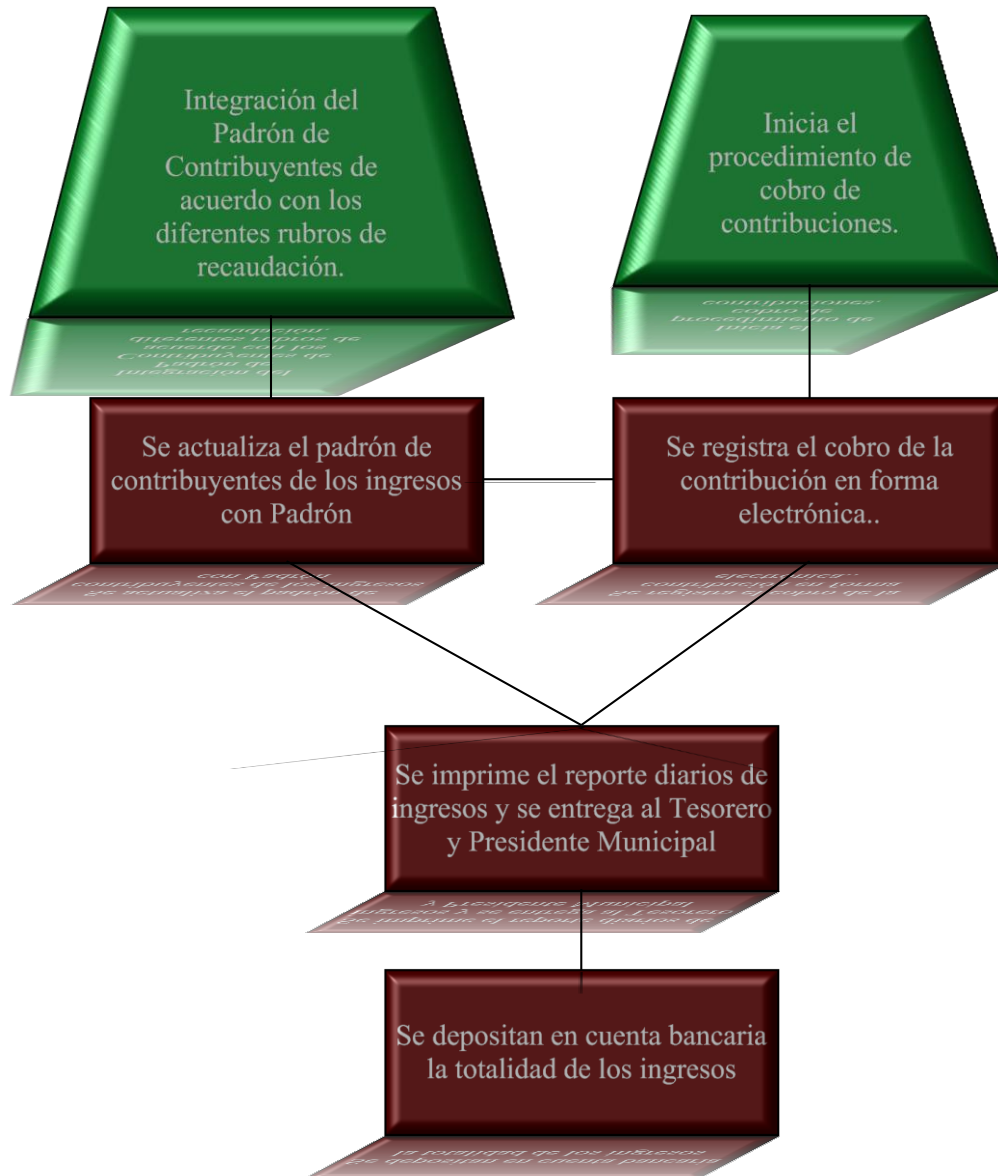 Integración del
Padrón de
Contribuyentes de
acuerdo con los
diferentes rubros de
recaudación.
Inicia el
procedimiento de
cobro de
contribuciones.
Se actualiza el padrón de
contribuyentes de los ingresos
con Padrón
Se registra el cobro de la
contribución en forma
electrónica..
Se imprime el reporte diarios de
ingresos y se entrega al Tesorero
y Presidente Municipal
Se depositan en cuenta bancaria
la totalidad de los ingresos